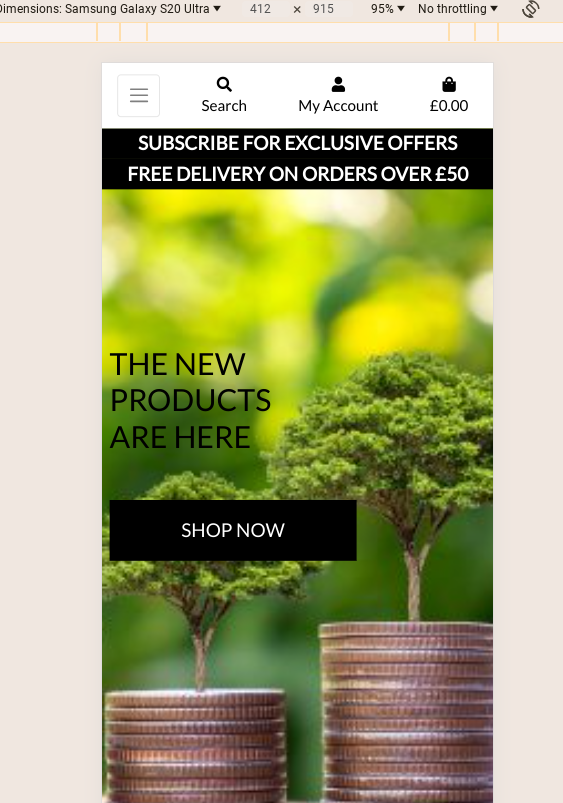 Dimensions: Samsung Galaxy S20 Ultra 412 × 915 95% No throttling
Search My Account £0.00
SUBSCRIBE FOR EXCLUSIVE OFFERS
FREE DELIVERY ON ORDERS OVER £50
THE NEW
PRODUCTS
ARE HERE
SHOP NOW